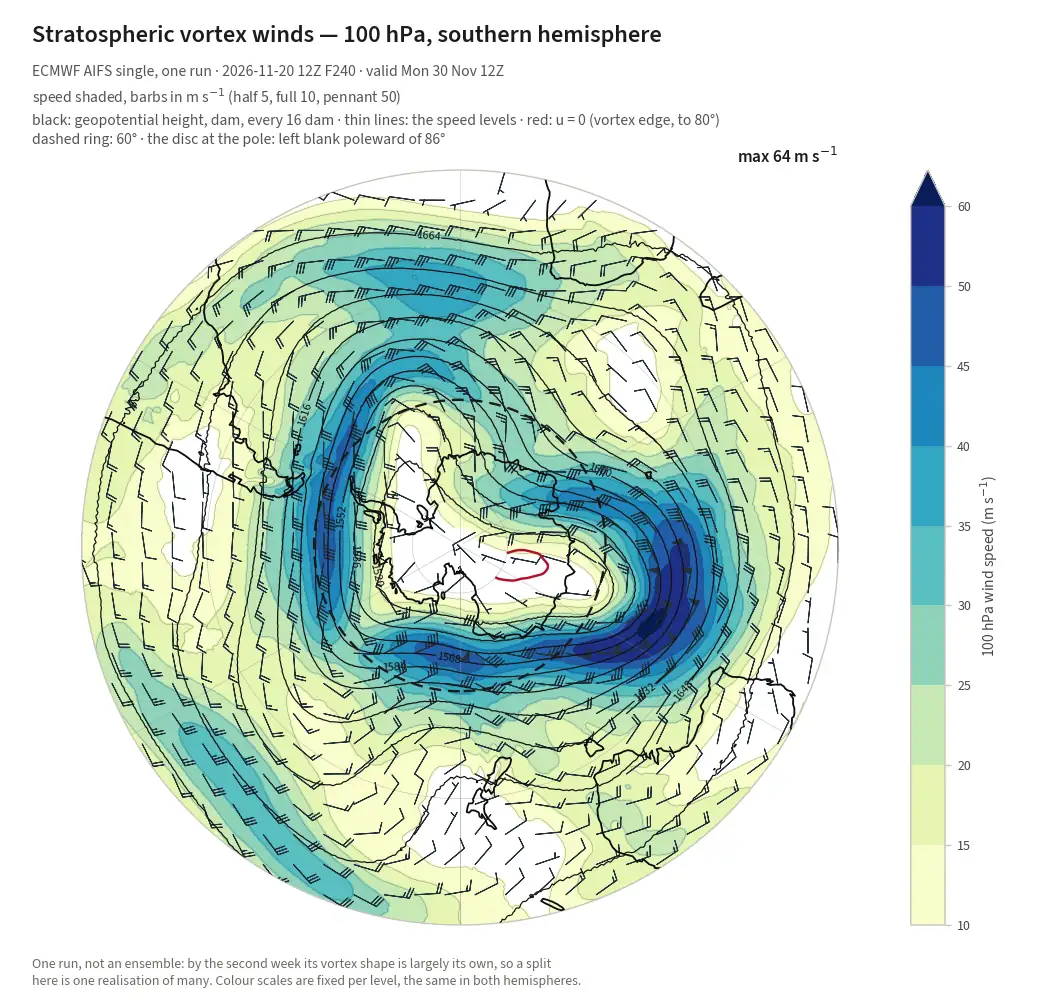 Stratospheric vortex winds — 100 hPa, southern hemisphere
ECMWF AIFS single, one run · 2026-11-20 12Z F240 · valid Mon 30 Nov 12Z
speed shaded, barbs in m s⁻¹ (half 5, full 10, pennant 50)
black: geopotential height, dam, every 16 dam · thin lines: the speed levels · red: u = 0 (vortex edge, to 80°)
dashed ring: 60° · the disc at the pole: left blank poleward of 86°
max 64 m s⁻¹
1664
60
50
45
1616
40
1552
100 hPa wind speed (m s⁻¹)
35
30
1568
25
1632
1648
20
15
10
One run, not an ensemble: by the second week its vortex shape is largely its own, so a split
here is one realisation of many. Colour scales are fixed per level, the same in both hemispheres.